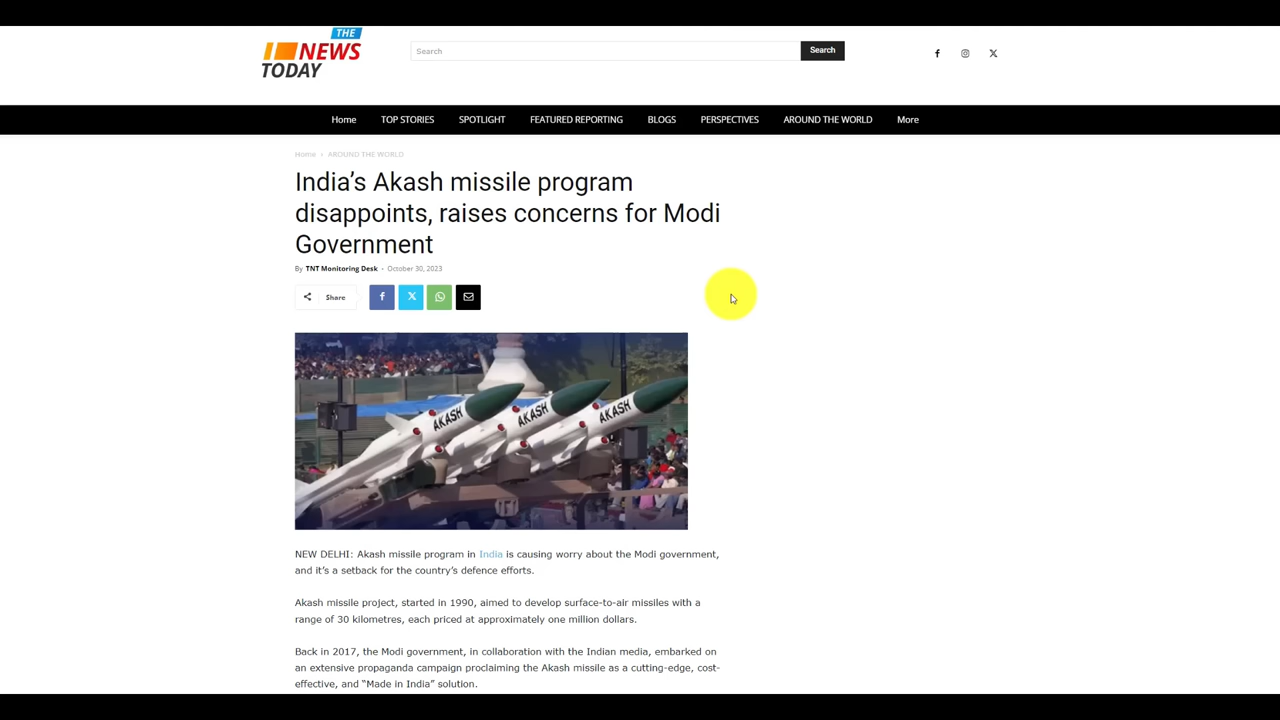 THE
NEWS
TODAY
Search
Search
Home
TOP STORIES
SPOTLIGHT
FEATURED REPORTING
BLOGS
PERSPECTIVES
AROUND THE WORLD
More
Home › AROUND THE WORLD
India’s Akash missile program
disappoints, raises concerns for Modi
Government
By TNT Monitoring Desk - October 30, 2023
Share
AKASH
AKASH
AKASH
NEW DELHI: Akash missile program in India is causing worry about the Modi government,
and it’s a setback for the country’s defence efforts.
Akash missile project, started in 1990, aimed to develop surface-to-air missiles with a
range of 30 kilometres, each priced at approximately one million dollars.
Back in 2017, the Modi government, in collaboration with the Indian media, embarked on
an extensive propaganda campaign proclaiming the Akash missile as a cutting-edge, cost-
effective, and “Made in India” solution.